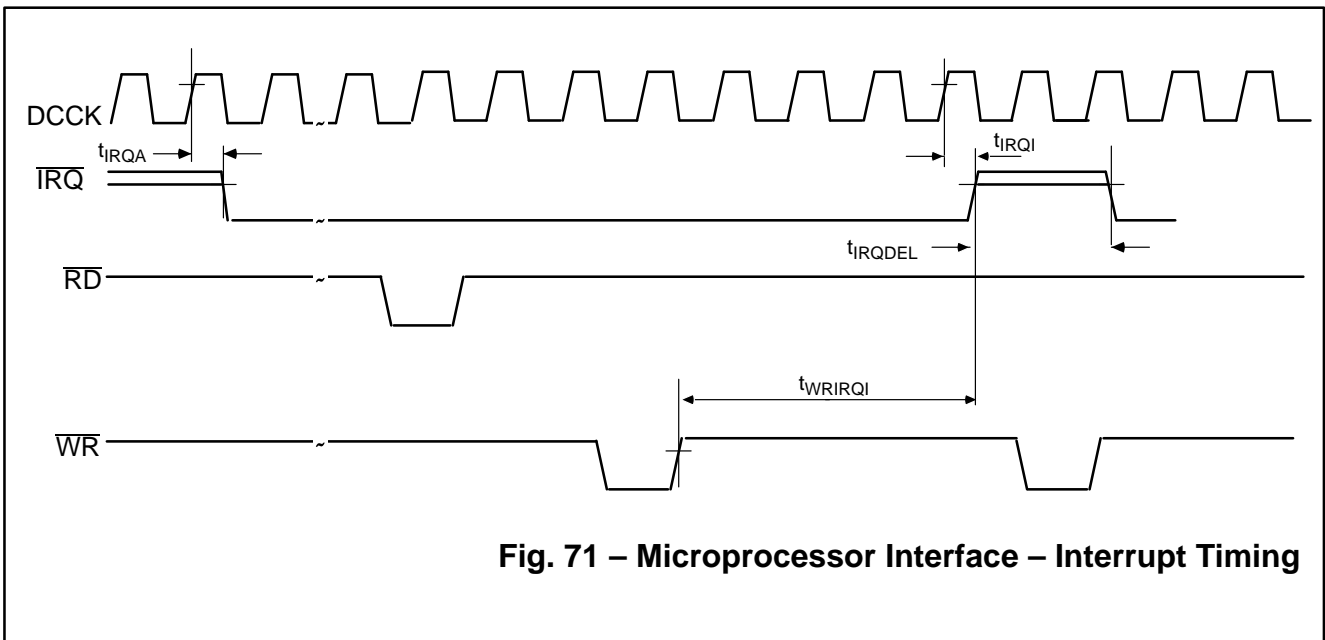 DCCK
tIRQA
tIRQI
IRQ
tIRQDEL
RD
tWRIRQI
WR
Fig. 71 – Microprocessor Interface – Interrupt Timing